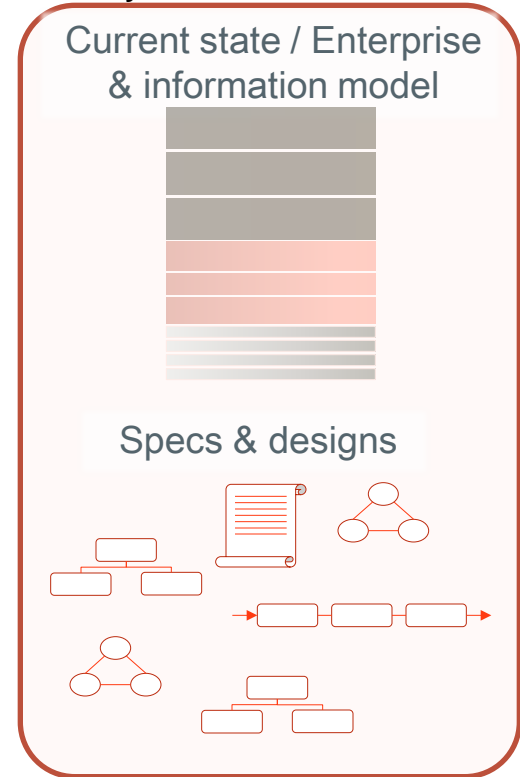 Current state / Enterprise
& information model
Specs & designs